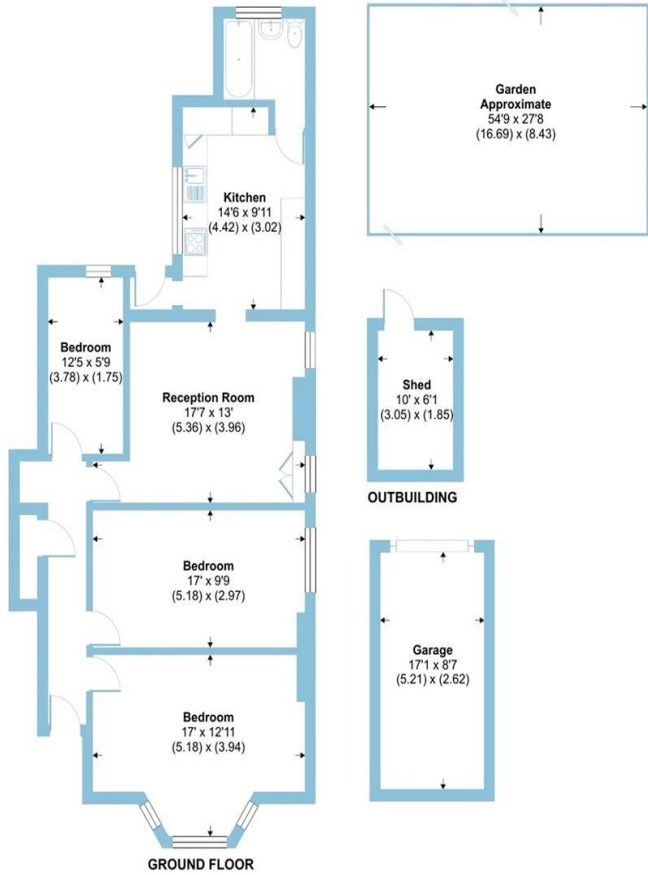 Garden
Approximate
54'9 x 27'8
(16.69) x (8.43)
Kitchen
14'6 x 9'11
(4.42) x (3.02)
Bedroom
12'5 x 5'9
(3.78) x (1.75)
Reception Room
17'7 x 13'
(5.36) x (3.96)
Shed
10' x 6'1
(3.05) x (1.85)
OUTBUILDING
Bedroom
17' x 9'9
(5.18) x (2.97)
Garage
17'1 x 8'7
(5.21) x (2.62)
Bedroom
17' x 12'11
(5.18) x (3.94)
GROUND FLOOR